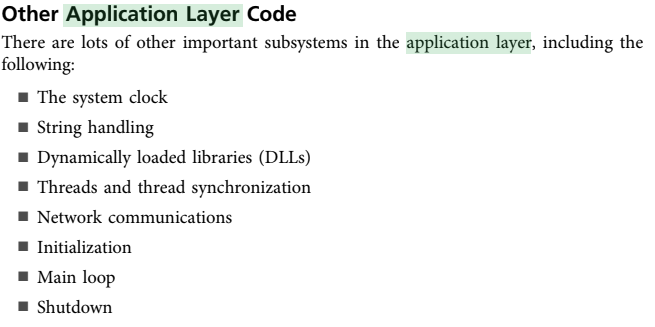 Other Application Layer Code
There are lots of other important subsystems in the application layer, including the
following:
■ The system clock
■ String handling
■ Dynamically loaded libraries (DLLs)
■ Threads and thread synchronization
■ Network communications
■ Initialization
■ Main loop
■ Shutdown